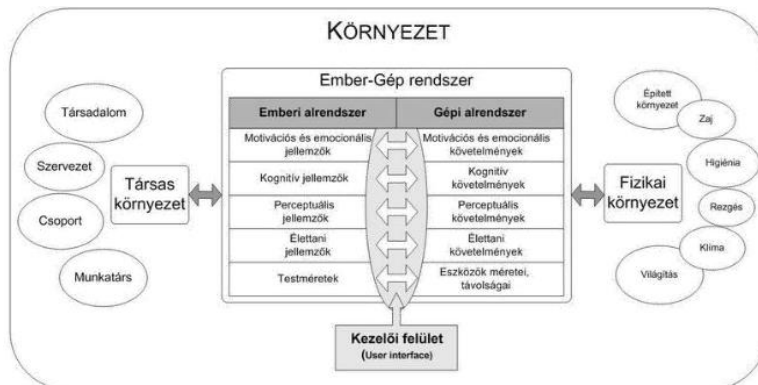 KÖRNYEZET
Ember-Gép rendszer
Emberi alrendszer
Gépi alrendszer
Motivációs és emocionális
jellemzők
Motivációs és emocionális
követelmények
Kognitív jellemzők
Kognitív
követelmények
Perceptuális
jellemzők
Perceptuális
követelmények
Élettani
jellemzők
Élettani
követelmények
Testméretek
Eszközök méretei,
távolságai
Kezelői felület
(User interface)
Társadalom
Szervezet
Csoport
Munkatárs
Társas
környezet
Fizikai
környezet
Épített
környezet
Zaj
Higiénia
Rezgés
Klíma
Világítás